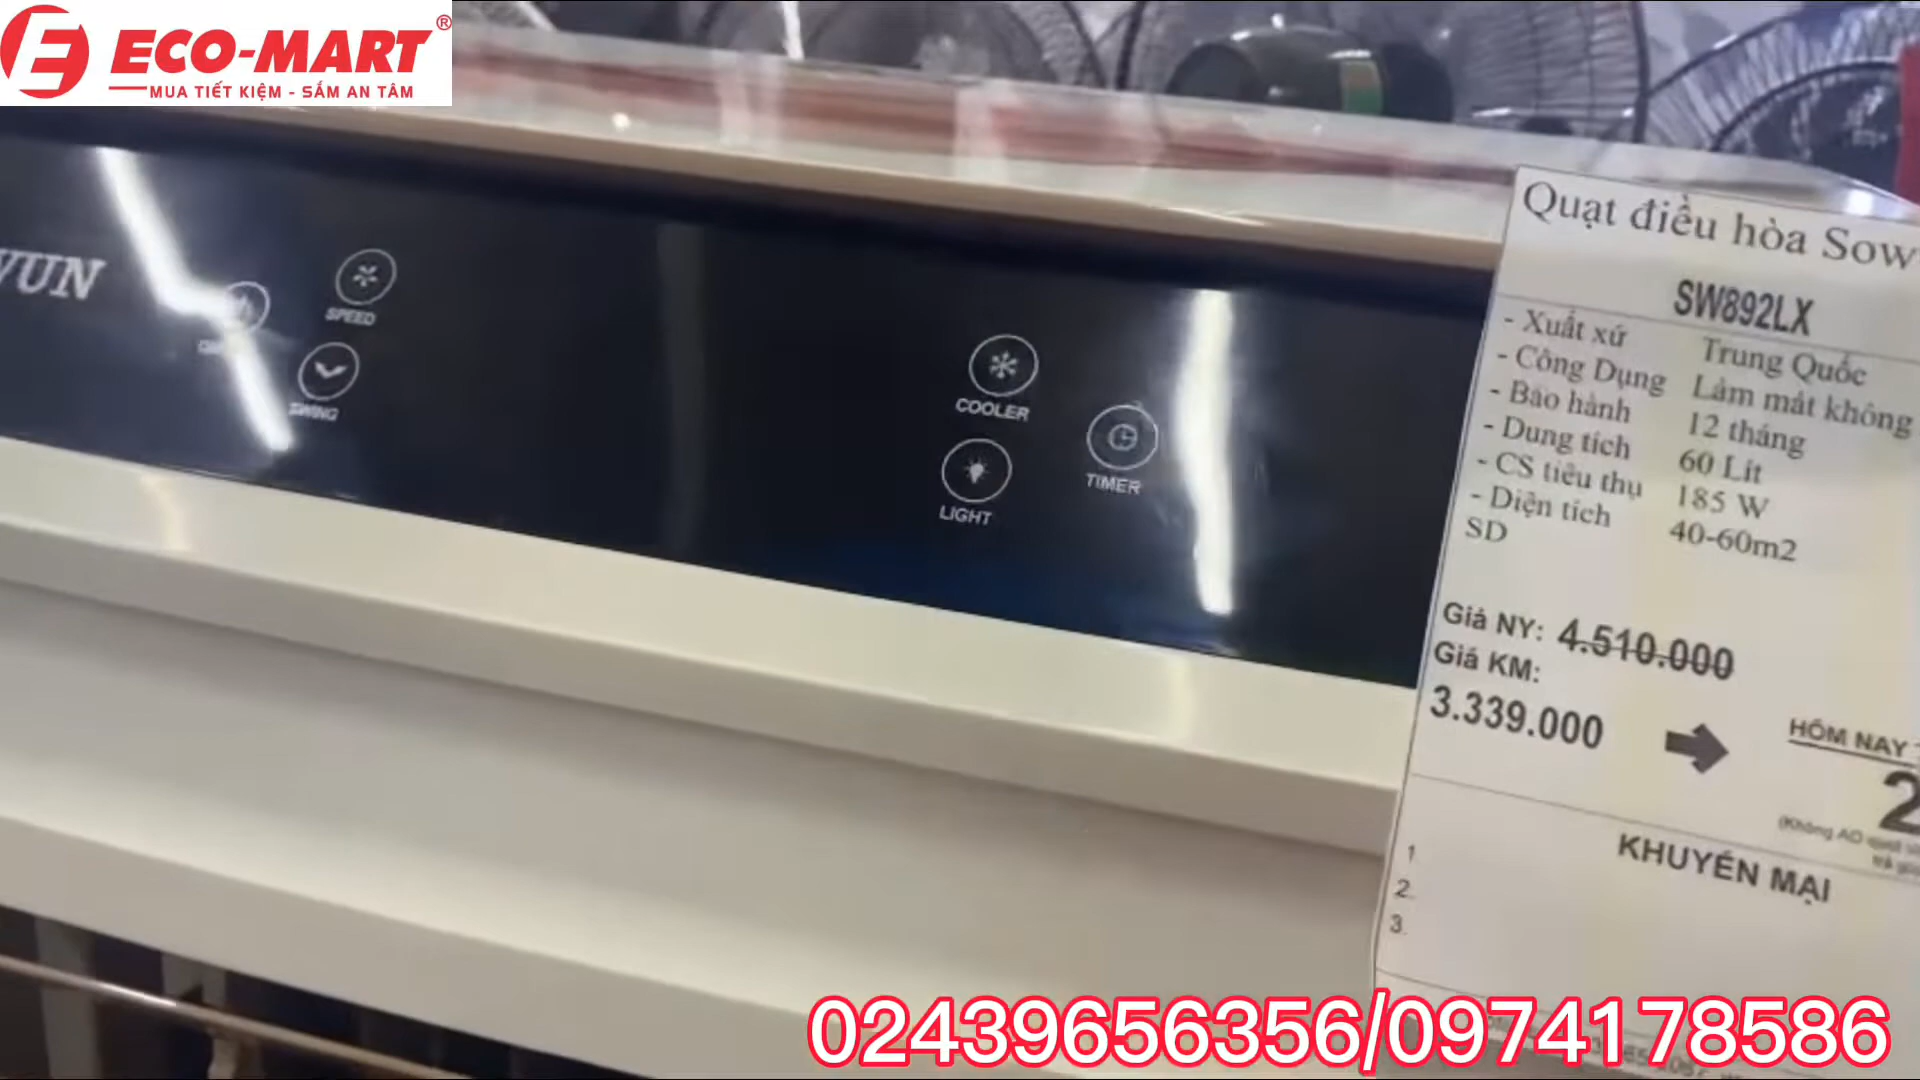 ECO-MART®
MUA TIẾT KIỆM - SẮM AN TÂM
VUN
SPEED
SWING
COOLER
TIMER
LIGHT
Quạt điều hòa Sow
SW892LX
- Xuất xứ Trung Quốc
- Công Dụng Làm mát không
- Bảo hành 12 tháng
- Dung tích 60 Lít
- CS tiêu thụ 185 W
- Diện tích SD 40-60m2
Giá NY: 4.510.000
Giá KM:
3.339.000
HÔM NAY
2
(Không AD
KHUYẾN MẠI
1
2.
3.
02439656356/0974178586